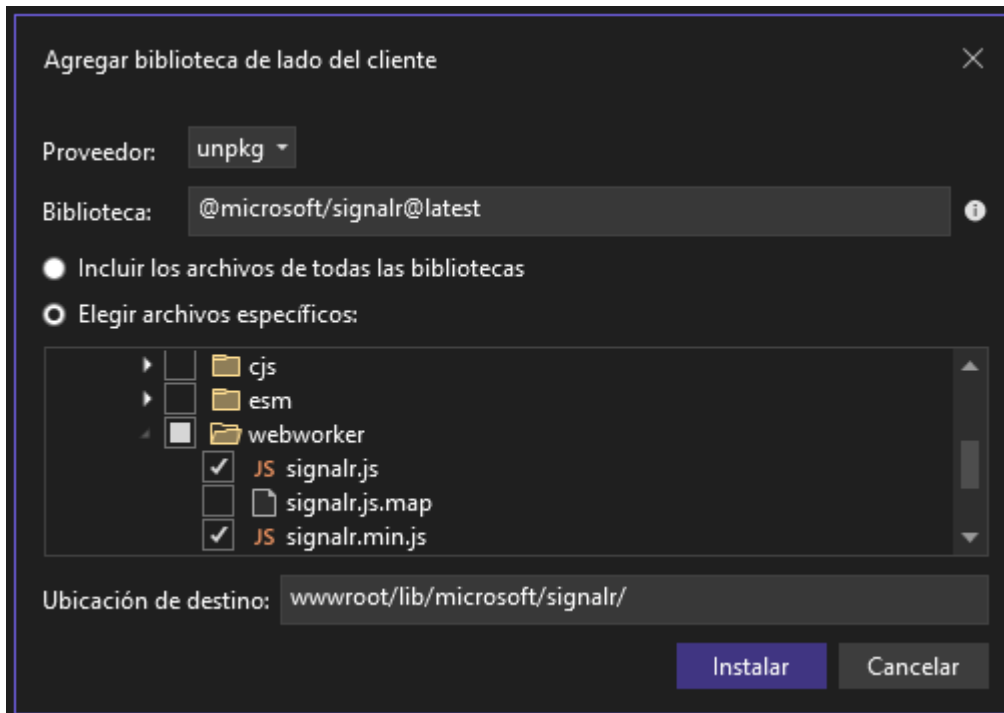 Agregar biblioteca de lado del cliente
Proveedor: unpkg
Biblioteca: @microsoft/signalr@latest
Incluir los archivos de todas las bibliotecas
Elegir archivos específicos:
cjs
esm
webworker
JS signalr.js
signalr.js.map
JS signalr.min.js
Ubicación de destino: wwwroot/lib/microsoft/signalr/
Instalar Cancelar